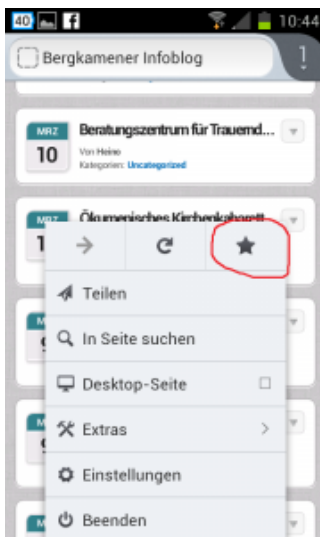 40
10:44
Bergkamener Infoblog
1
MRZ
10
Beratungszentrum für Trauernd...
Von Heino
Kategorien: Uncategorized
MRZ
Ökumenisches Kirchenkabarett
Teilen
In Seite suchen
Desktop-Seite
Extras
Einstellungen
Beenden